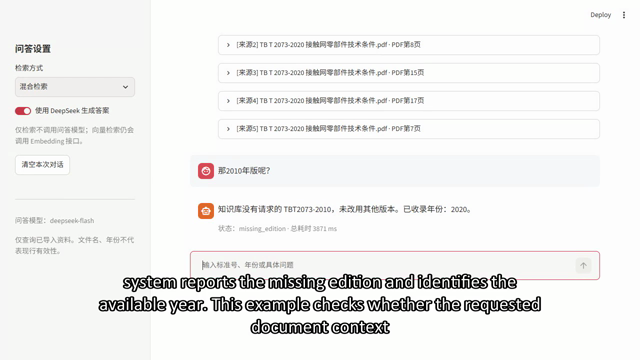 Deploy
问答设置
检索方式
混合检索
使用 DeepSeek 生成答案
仅检索不调用问答模型；向量检索仍会
调用 Embedding 接口。
清空本次对话
问答模型：deepseek-flash
仅查询已导入资料。文件名、年份不代
表现行有效性。
[来源2] TB T 2073-2020 接触网零部件技术条件.pdf · PDF第8页
[来源3] TB T 2073-2020 接触网零部件技术条件.pdf · PDF第15页
[来源4] TB T 2073-2020 接触网零部件技术条件.pdf · PDF第17页
[来源5] TB T 2073-2020 接触网零部件技术条件.pdf · PDF第7页
那2010年版呢？
知识库没有请求的 TBT2073-2010，未改用其他版本。已收录年份：2020。
状态：missing_edition · 总耗时 3871 ms
输入标准号、年份或具体问题
system reports the missing edition and identifies the
available year. This example checks whether the requested
document context